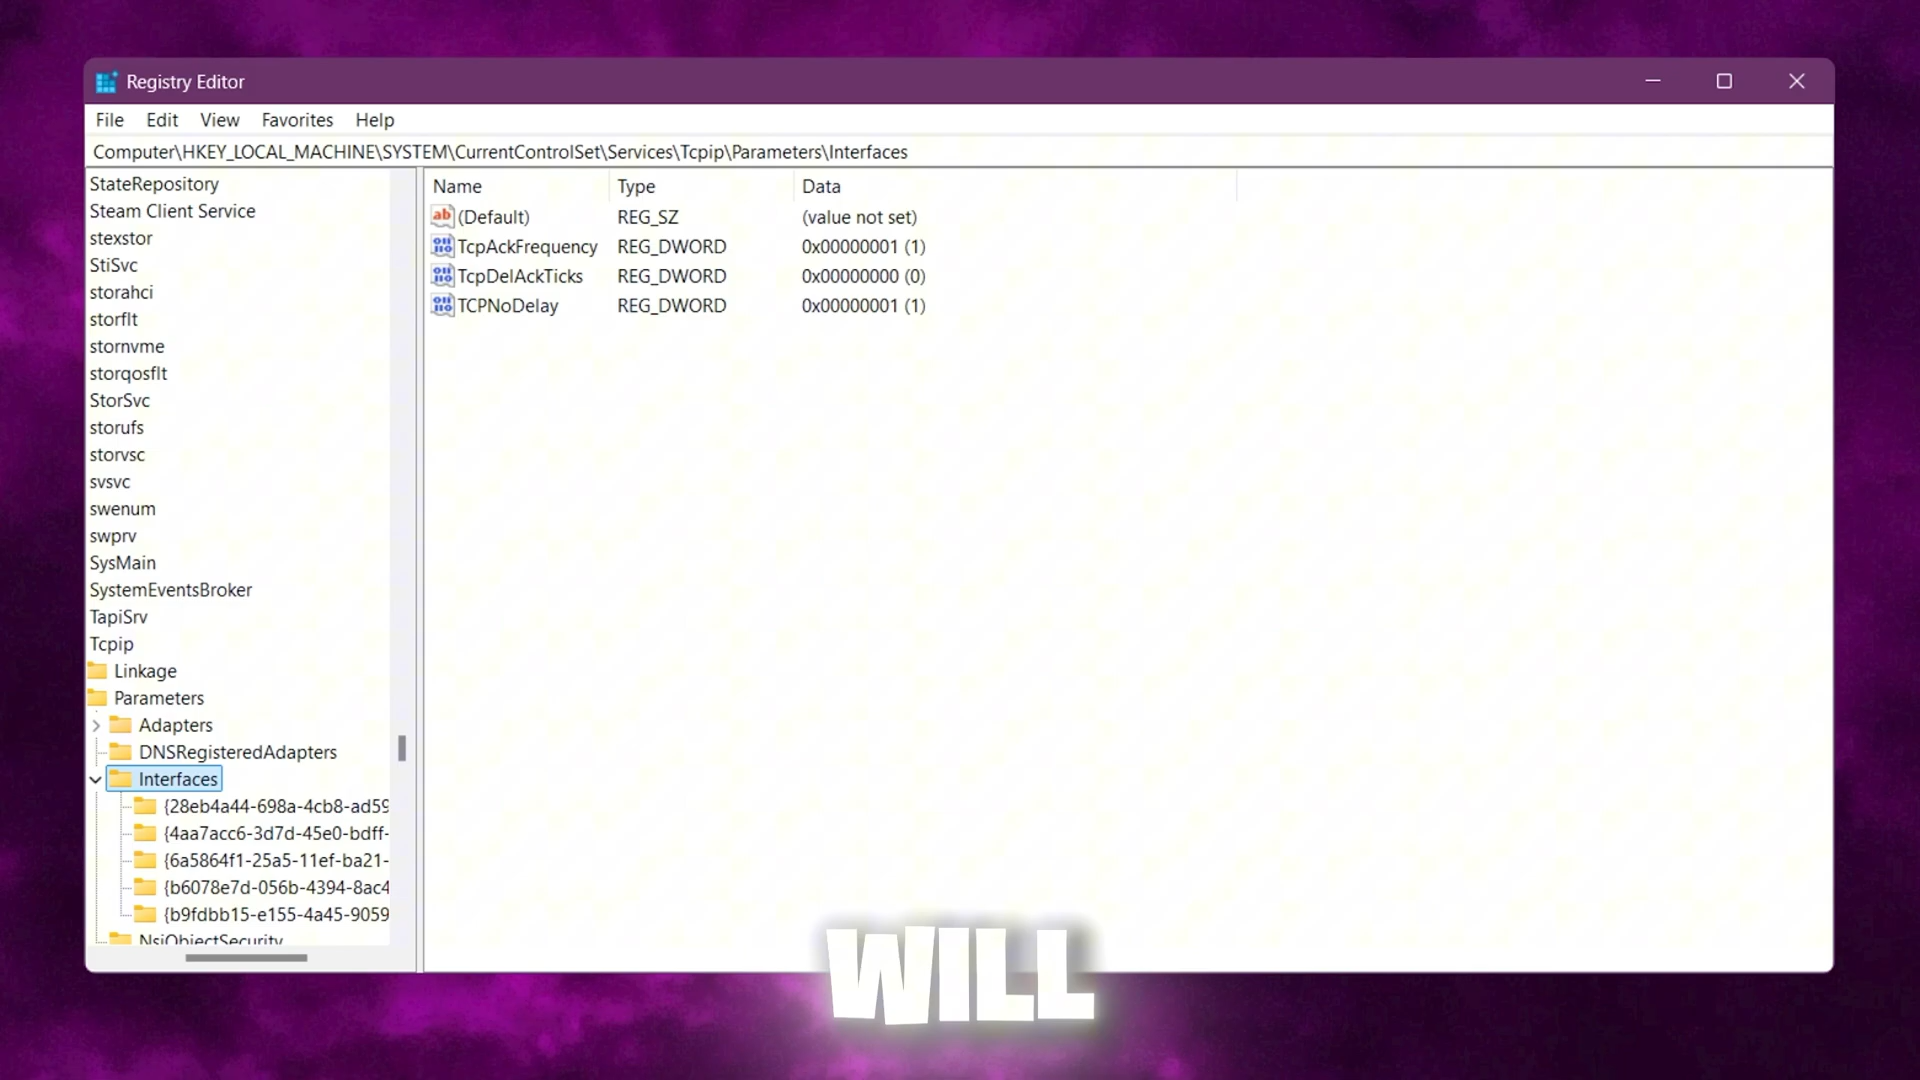 Registry Editor
File Edit View Favorites Help
Computer\HKEY_LOCAL_MACHINE\SYSTEM\CurrentControlSet\Services\Tcpip\Parameters\Interfaces
StateRepository
Steam Client Service
stexstor
StiSvc
storahci
storflt
stornvme
storqosflt
StorSvc
storufs
storvsc
svsvc
swenum
swprv
SysMain
SystemEventsBroker
TapiSrv
Tcpip
Linkage
Parameters
Adapters
DNSRegisteredAdapters
Interfaces
{28eb4a44-698a-4cb8-ad59
{4aa7acc6-3d7d-45e0-bdff-
{6a5864f1-25a5-11ef-ba21-
{b6078e7d-056b-4394-8ac4
{b9fdbb15-e155-4a45-9059
NsiObjectSecurity
Name Type Data
(Default) REG_SZ (value not set)
TcpAckFrequency REG_DWORD 0x00000001 (1)
TcpDelAckTicks REG_DWORD 0x00000000 (0)
TCPNoDelay REG_DWORD 0x00000001 (1)
WILL